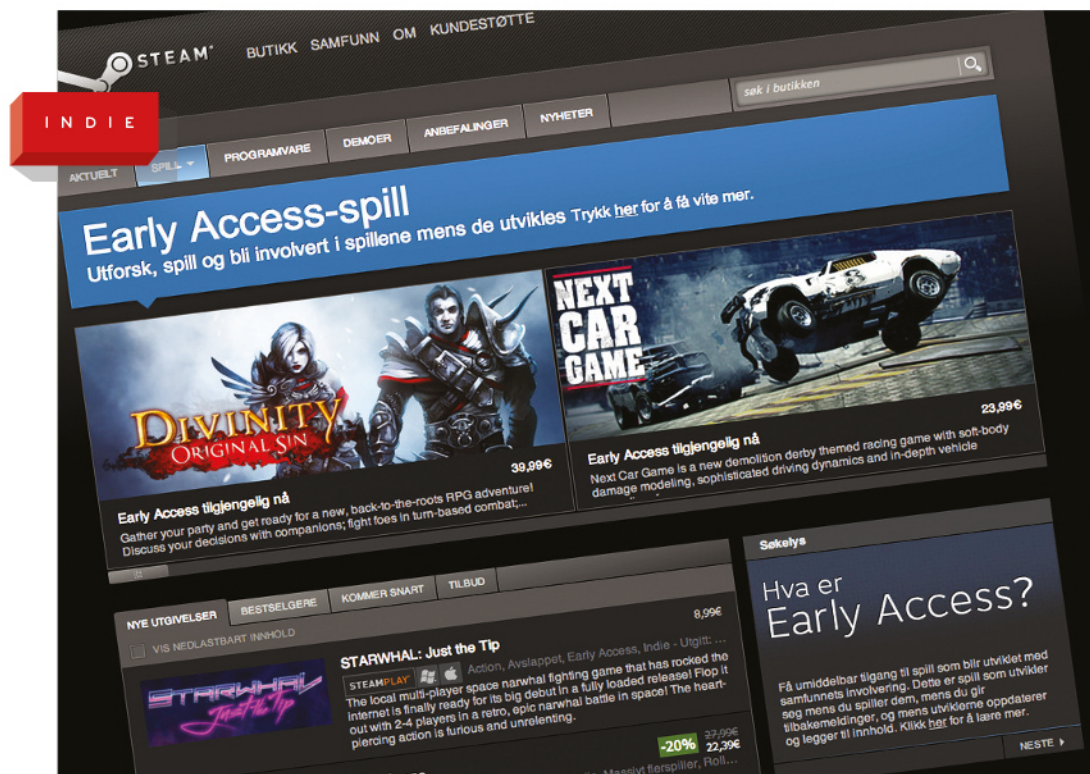 STEAM
BUTIKK SAMFUNN OM KUNDESTØTTE
INDIE
søk i butikken
AKTUELT SPILL PROGRAMVARE DEMOER ANBEFALINGER NYHETER
Early Access-spill
Utforsk, spill og bli involvert i spillene mens de utvikles Trykk her for å få vite mer.
DIVINITY
ORIGINAL SIN
39,99€
Early Access tilgjengelig nå
Gather your party and get ready for a new, back-to-the-roots RPG adventure!
Discuss your decisions with companions; fight foes in turn-based combat;...
NEXT
CAR
GAME
23,99€
Early Access tilgjengelig nå
Next Car Game is a new demolition derby themed racing game with soft-body
damage modeling, sophisticated driving dynamics and in-depth vehicle
NYE UTGIVELSER BESTSELGERE KOMMER SNART TILBUD
VIS NEDLASTBART INNHOLD
STARWHAL
Just the Tip
STARWHAL: Just the Tip
8,99€
STEAMPLAY Action, Avslappet, Early Access, Indie - Utgitt: ...
The local multi-player space narwhal fighting game that has rocked the
internet is finally ready for its big debut in a fully loaded release! Flop it
out with 2-4 players in a retro, epic narwhal battle in space! The heart-
piercing action is furious and unrelenting.
-20% 27,99€
22,39€
Massivt flerspiller, Roll...
Søkelys
Hva er
Early Access?
Få umiddelbar tilgang til spill som blir utviklet med
samfunnets involvering. Dette er spill som utvikler
seg mens du spiller dem, mens du gir
tilbakemeldinger, og mens utviklerne oppdaterer
og legger til innhold. Klikk her for å lære mer.
NESTE